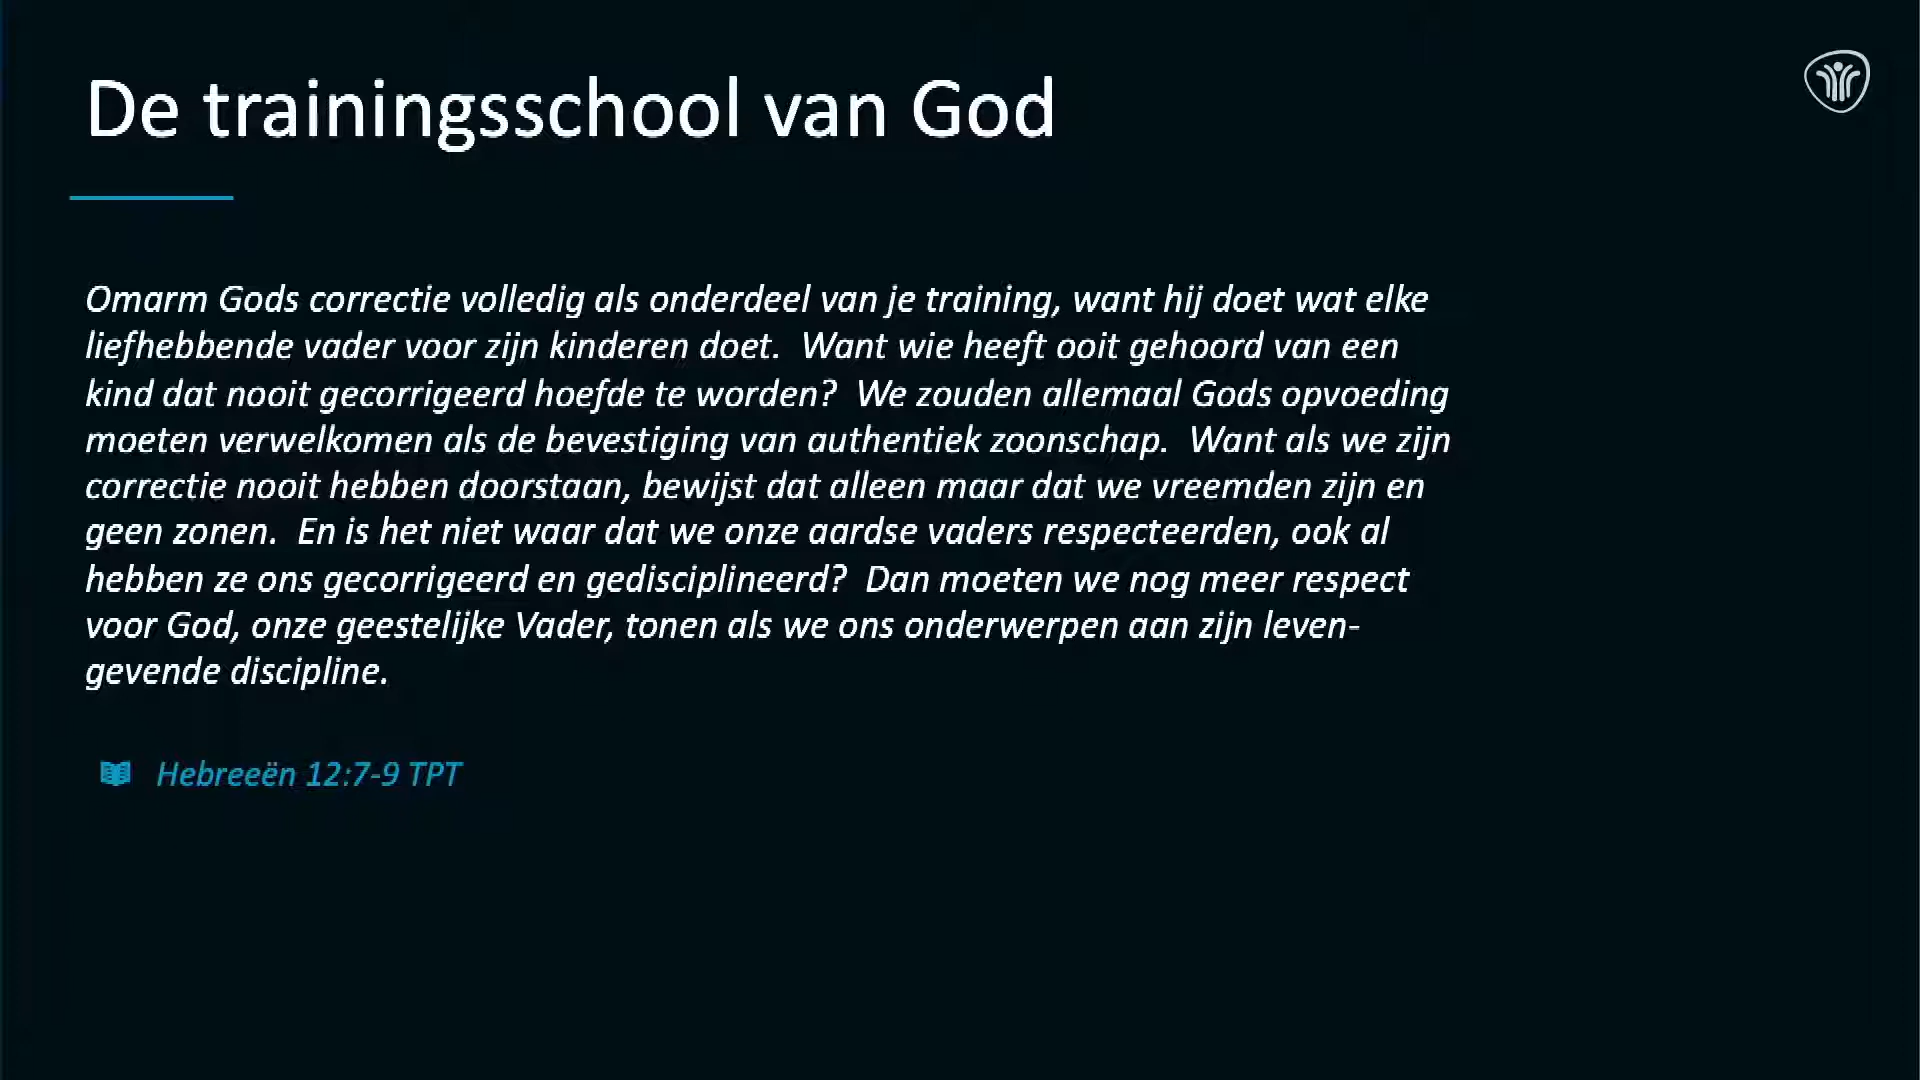 De trainingsschool van God
Omarm Gods correctie volledig als onderdeel van je training, want hij doet wat elke
liefhebbende vader voor zijn kinderen doet.  Want wie heeft ooit gehoord van een
kind dat nooit gecorrigeerd hoefde te worden?  We zouden allemaal Gods opvoeding
moeten verwelkomen als de bevestiging van authentiek zoonschap.  Want als we zijn
correctie nooit hebben doorstaan, bewijst dat alleen maar dat we vreemden zijn en
geen zonen.  En is het niet waar dat we onze aardse vaders respecteerden, ook al
hebben ze ons gecorrigeerd en gedisciplineerd?  Dan moeten we nog meer respect
voor God, onze geestelijke Vader, tonen als we ons onderwerpen aan zijn leven-
gevende discipline.
Hebreeën 12:7-9 TPT